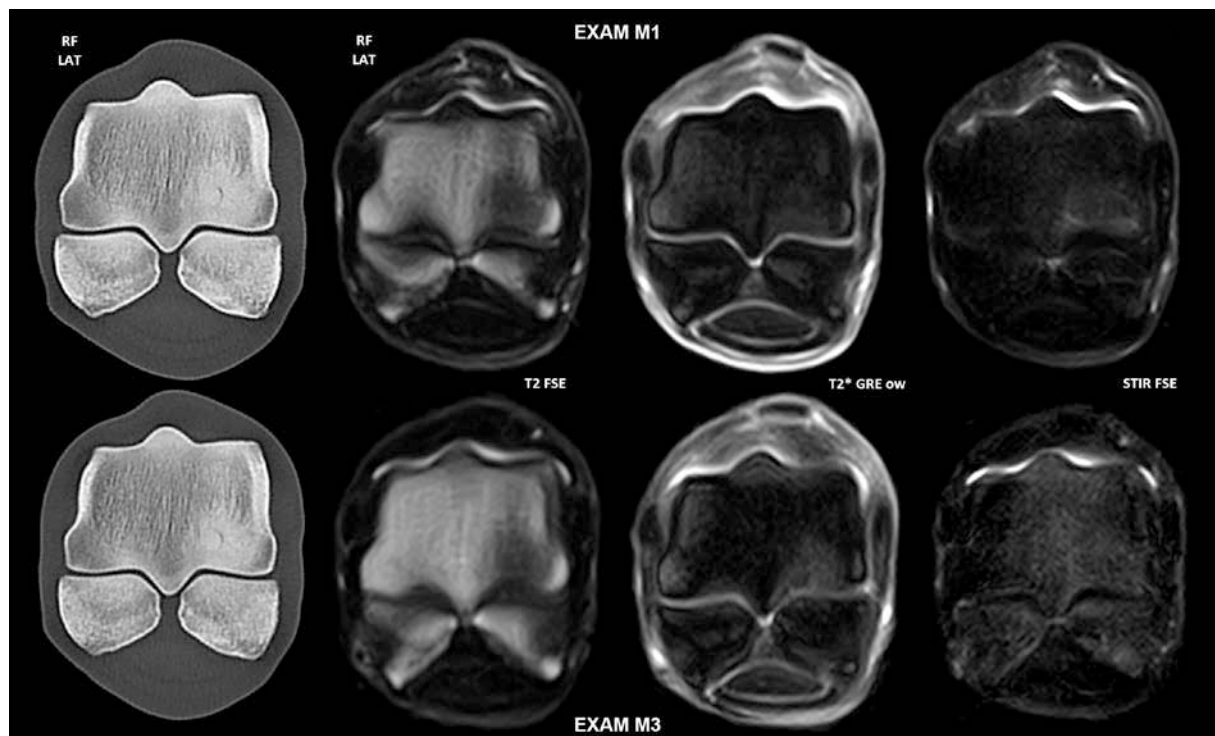 EXAM M1
RF
LAT
RF
LAT
T2 FSE
T2* GRE ow
STIR FSE
EXAM M3